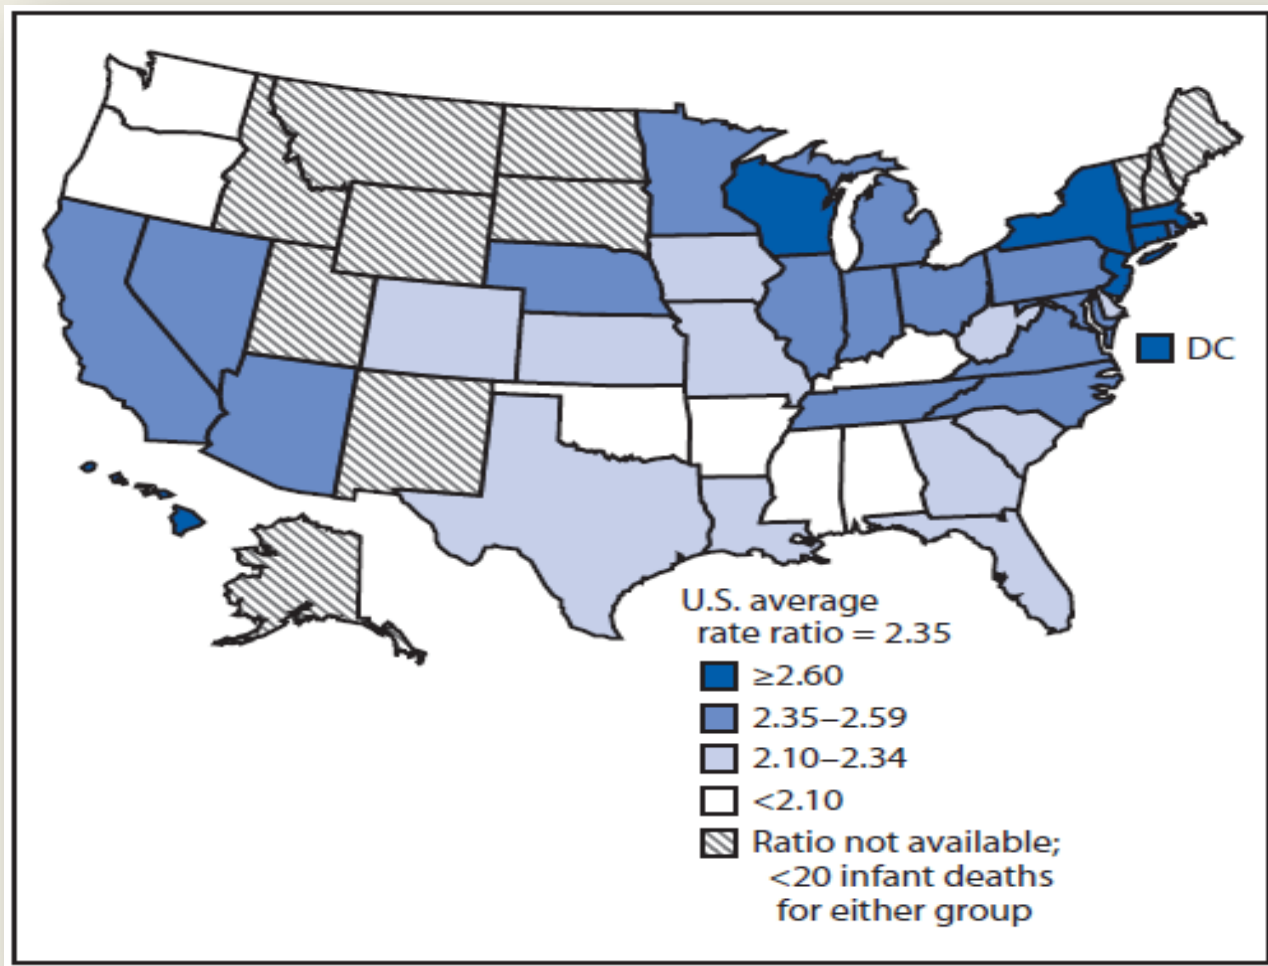 DC
U.S. average
rate ratio = 2.35
≥2.60
2.35–2.59
2.10–2.34
<2.10
Ratio not available;
<20 infant deaths
for either group